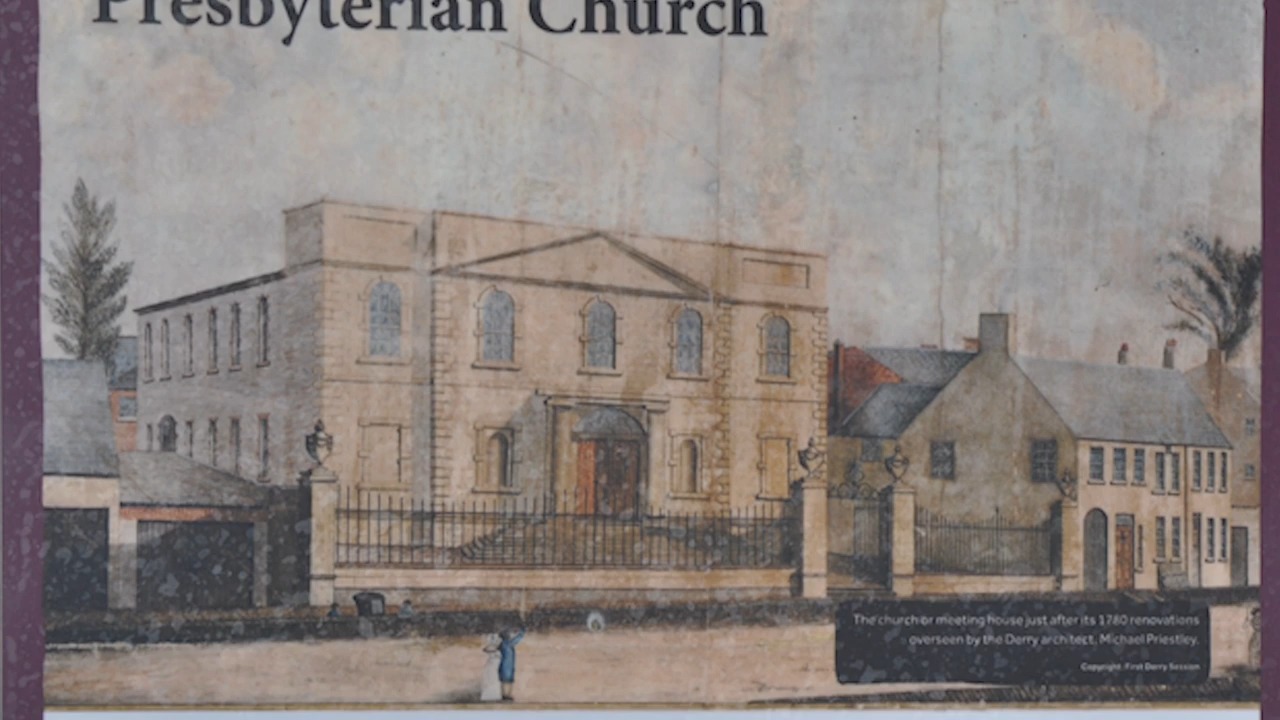 Presbyterian Church
The church or meeting house just after its 1780 renovations
overseen by the Derry architect, Michael Priestley.
Copyright: First Derry Session